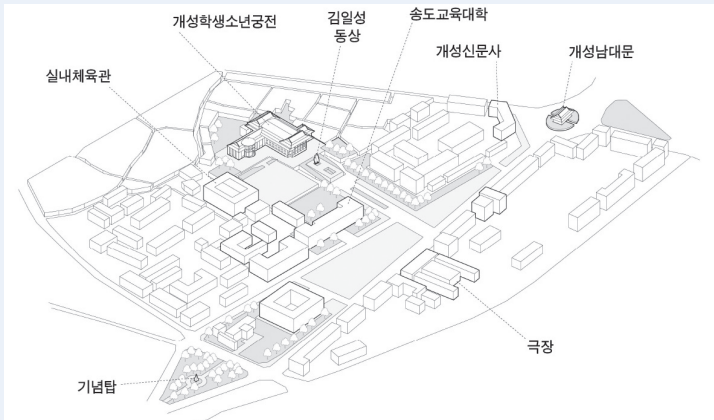 개성학생소년궁전
김일성
동상
송도교육대학
개성신문사
개성남대문
실내체육관
극장
기념탑